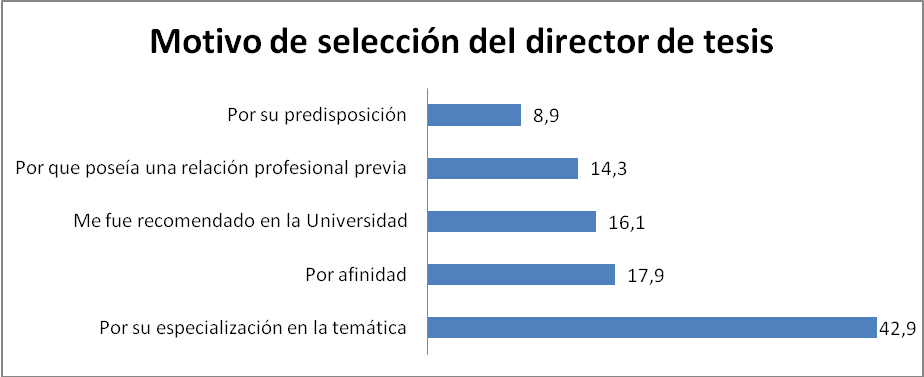 Motivo de selección del director de tesis
Por su predisposición 8,9
Por que poseía una relación profesional previa 14,3
Me fue recomendado en la Universidad 16,1
Por afinidad 17,9
Por su especialización en la temática 42,9